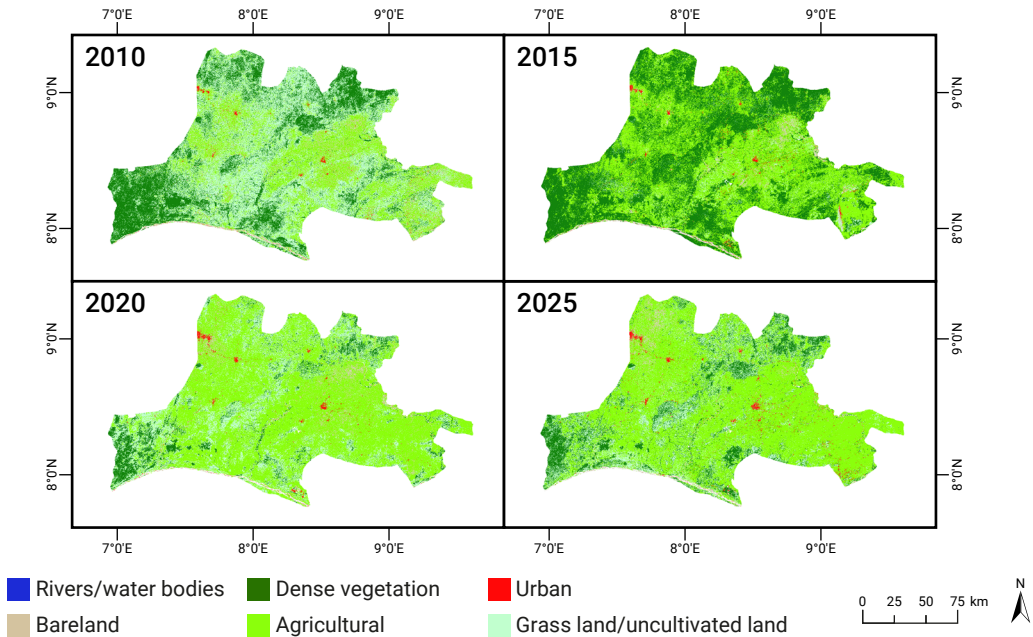 7°0'E 8°0'E 9°0'E 7°0'E 8°0'E 9°0'E
2010 2015
9°0'N 9°0'N
8°0'N 8°0'N
2020 2025
9°0'N 9°0'N
8°0'N 8°0'N
7°0'E 8°0'E 9°0'E 7°0'E 8°0'E 9°0'E
Rivers/water bodies Dense vegetation Urban
Bareland Agricultural Grass land/uncultivated land
0 25 50 75 km
N